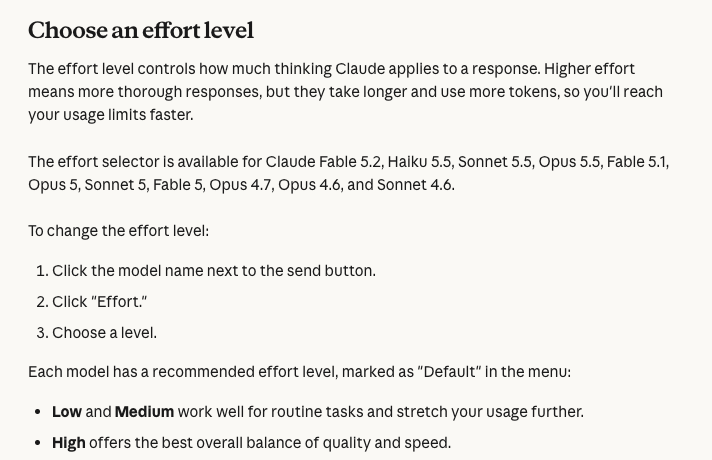 Choose an effort level
The effort level controls how much thinking Claude applies to a response. Higher effort
means more thorough responses, but they take longer and use more tokens, so you'll reach
your usage limits faster.
The effort selector is available for Claude Fable 5.2, Haiku 5.5, Sonnet 5.5, Opus 5.5, Fable 5.1,
Opus 5, Sonnet 5, Fable 5, Opus 4.7, Opus 4.6, and Sonnet 4.6.
To change the effort level:
1. Click the model name next to the send button.
2. Click "Effort."
3. Choose a level.
Each model has a recommended effort level, marked as "Default" in the menu:
• Low and Medium work well for routine tasks and stretch your usage further.
• High offers the best overall balance of quality and speed.